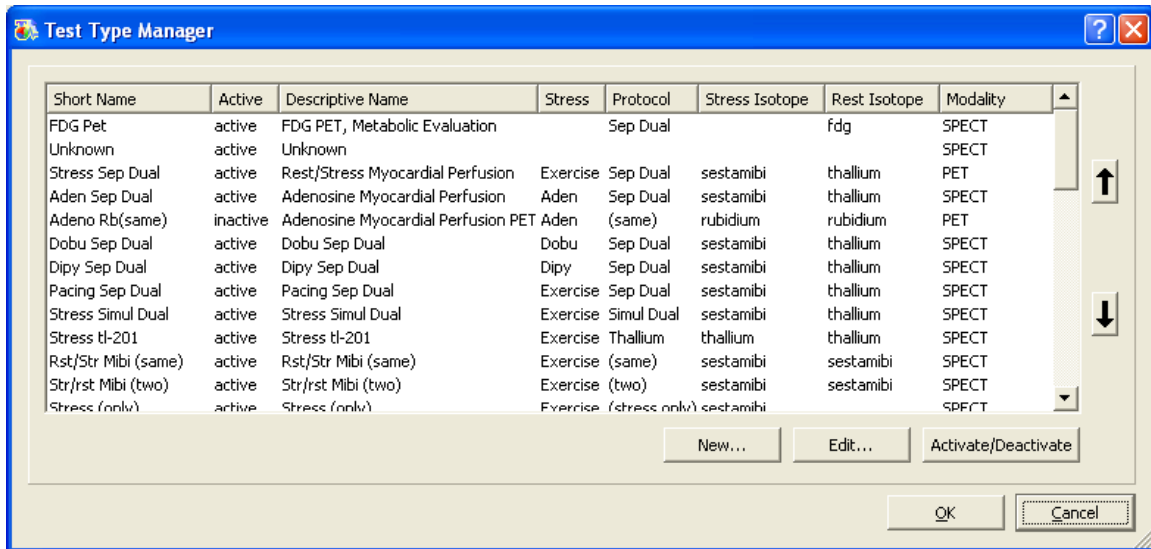 Test Type Manager
Short Name Active Descriptive Name Stress Protocol Stress Isotope Rest Isotope Modality
FDG Pet active FDG PET, Metabolic Evaluation Sep Dual fdg SPECT
Unknown active Unknown SPECT
Stress Sep Dual active Rest/Stress Myocardial Perfusion Exercise Sep Dual sestamibi thallium PET
Aden Sep Dual active Adenosine Myocardial Perfusion Aden Sep Dual sestamibi thallium SPECT
Adeno Rb(same) inactive Adenosine Myocardial Perfusion PET Aden (same) rubidium rubidium PET
Dobu Sep Dual active Dobu Sep Dual Dobu Sep Dual sestamibi thallium SPECT
Dipy Sep Dual active Dipy Sep Dual Dipy Sep Dual sestamibi thallium SPECT
Pacing Sep Dual active Pacing Sep Dual Exercise Sep Dual sestamibi thallium SPECT
Stress Simul Dual active Stress Simul Dual Exercise Simul Dual sestamibi thallium SPECT
Stress tl-201 active Stress tl-201 Exercise Thallium thallium thallium SPECT
Rst/Str Mibi (same) active Rst/Str Mibi (same) Exercise (same) sestamibi sestamibi SPECT
Str/rst Mibi (two) active Str/rst Mibi (two) Exercise (two) sestamibi sestamibi SPECT
Stress (only) active Stress (only) Exercise (stress only) sestamibi SPECT
New... Edit... Activate/Deactivate
OK Cancel